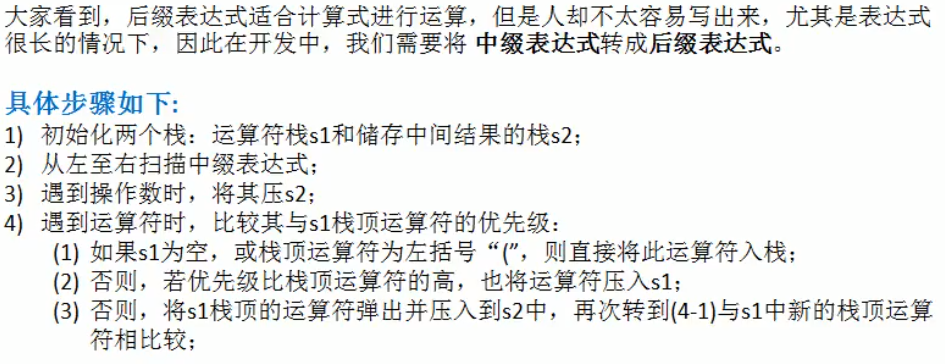 大家看到，后缀表达式适合计算式进行运算，但是人却不太容易写出来，尤其是表达式
很长的情况下，因此在开发中，我们需要将 中缀表达式转成后缀表达式。
具体步骤如下:
1) 初始化两个栈：运算符栈s1和储存中间结果的栈s2；
2) 从左至右扫描中缀表达式；
3) 遇到操作数时，将其压s2；
4) 遇到运算符时，比较其与s1栈顶运算符的优先级：
(1) 如果s1为空，或栈顶运算符为左括号“(”，则直接将此运算符入栈；
(2) 否则，若优先级比栈顶运算符的高，也将运算符压入s1；
(3) 否则，将s1栈顶的运算符弹出并压入到s2中，再次转到(4-1)与s1中新的栈顶运算
符相比较；